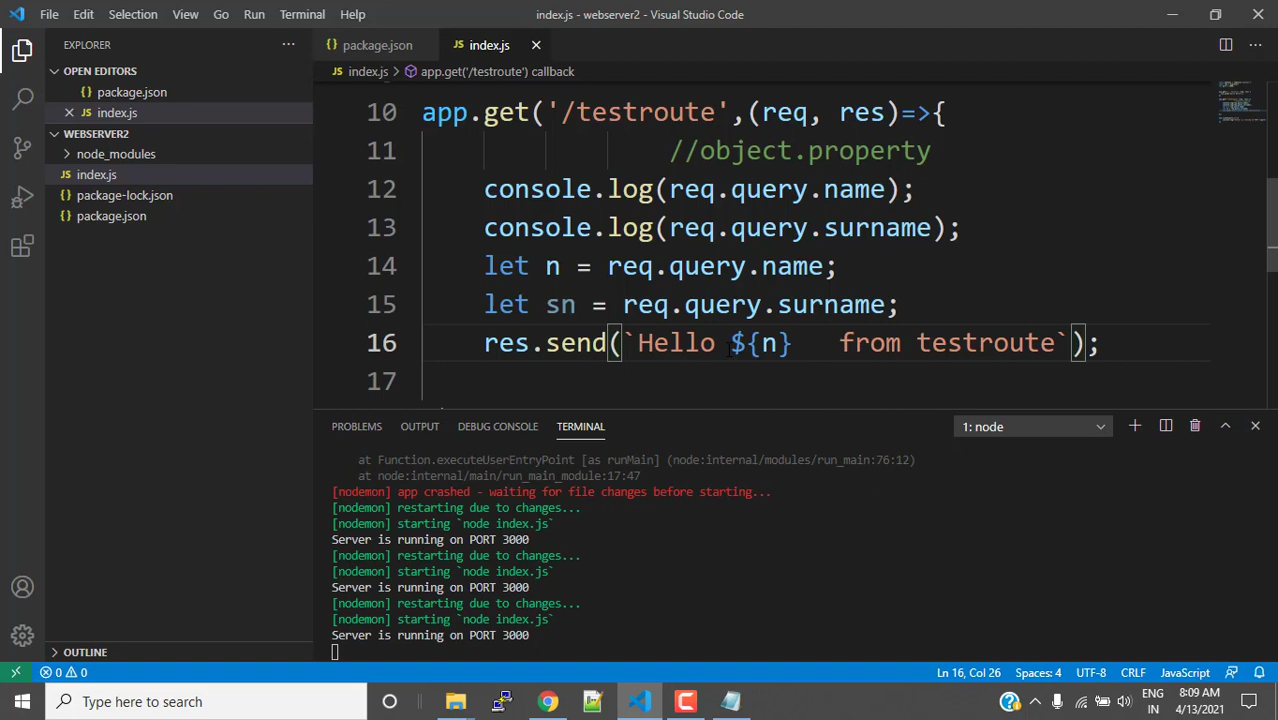 File Edit Selection View Go Run Terminal Help index.js - webserver2 - Visual Studio Code
EXPLORER
OPEN EDITORS
package.json
index.js
WEBSERVER2
node_modules
index.js
package-lock.json
package.json
OUTLINE
package.json index.js
index.js > app.get('/testroute') callback
10 app.get('/testroute',(req, res)=>{
11 //object.property
12 console.log(req.query.name);
13 console.log(req.query.surname);
14 let n = req.query.name;
15 let sn = req.query.surname;
16 res.send(`Hello ${n}   from testroute`);
17
PROBLEMS OUTPUT DEBUG CONSOLE TERMINAL 1: node
at Function.executeUserEntryPoint [as runMain] (node:internal/modules/run_main:76:12)
at node:internal/main/run_main_module:17:47
[nodemon] app crashed - waiting for file changes before starting...
[nodemon] restarting due to changes...
[nodemon] starting `node index.js`
Server is running on PORT 3000
[nodemon] restarting due to changes...
[nodemon] starting `node index.js`
Server is running on PORT 3000
[nodemon] restarting due to changes...
[nodemon] starting `node index.js`
Server is running on PORT 3000
0 0 Ln 16, Col 26 Spaces: 4 UTF-8 CRLF JavaScript
Type here to search
ENG
IN
8:09 AM
4/13/2021